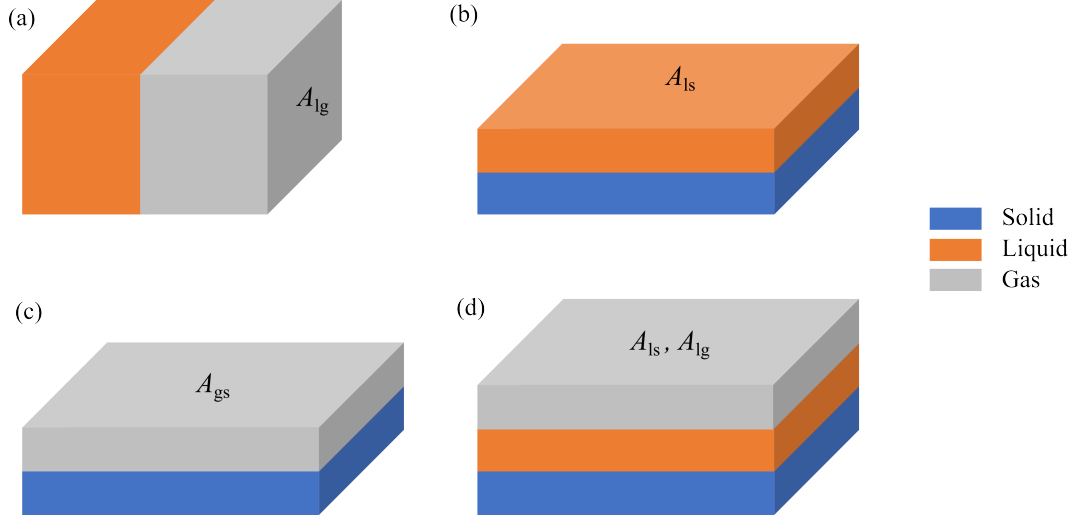 (a)
A_lg
(b)
A_ls
Solid
Liquid
Gas
(c)
A_gs
(d)
A_ls, A_lg